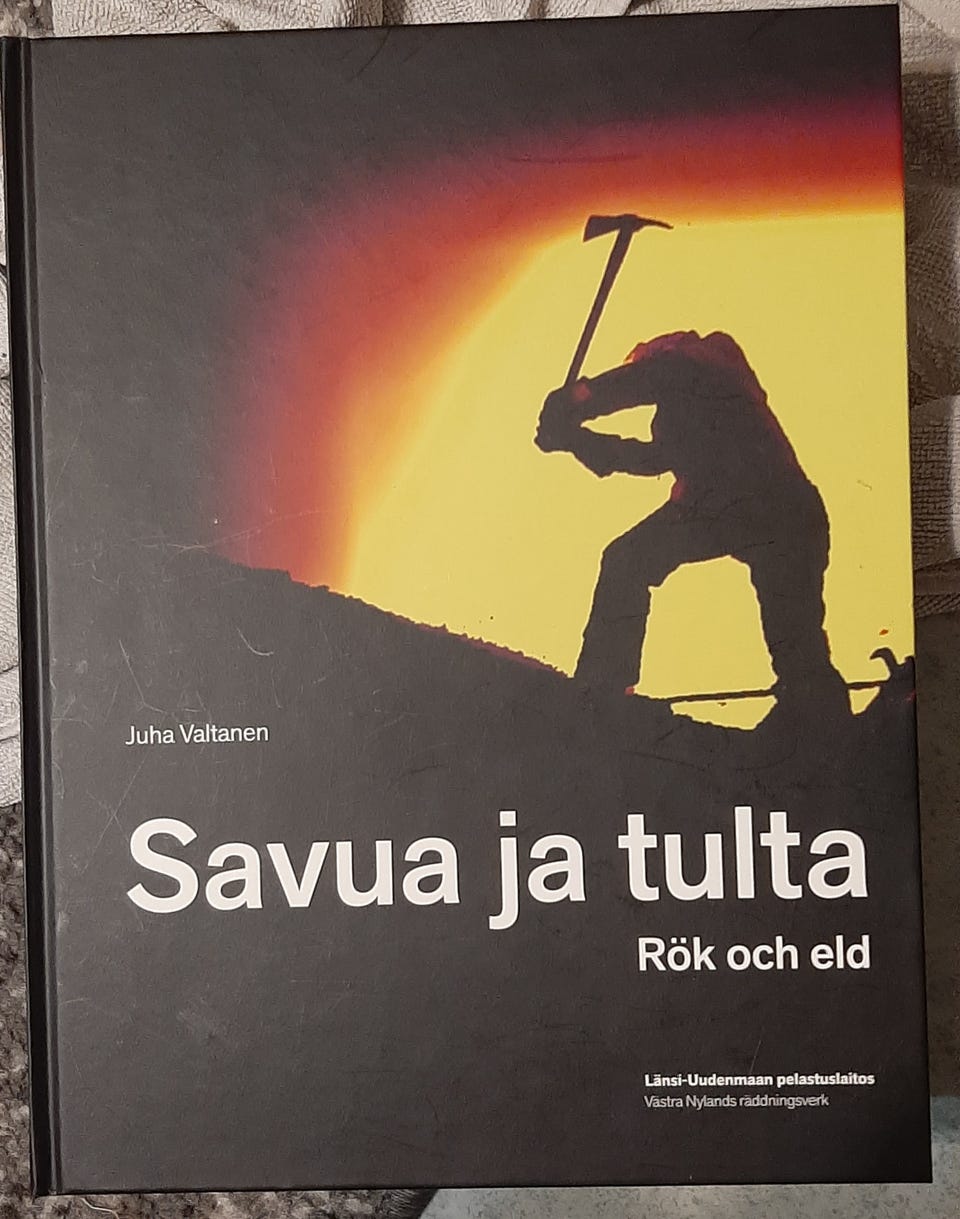 Juha Valtanen
Savua ja tulta
Rök och eld
Länsi-Uudenmaan pelastuslaitos
Västra Nylands räddningsverk